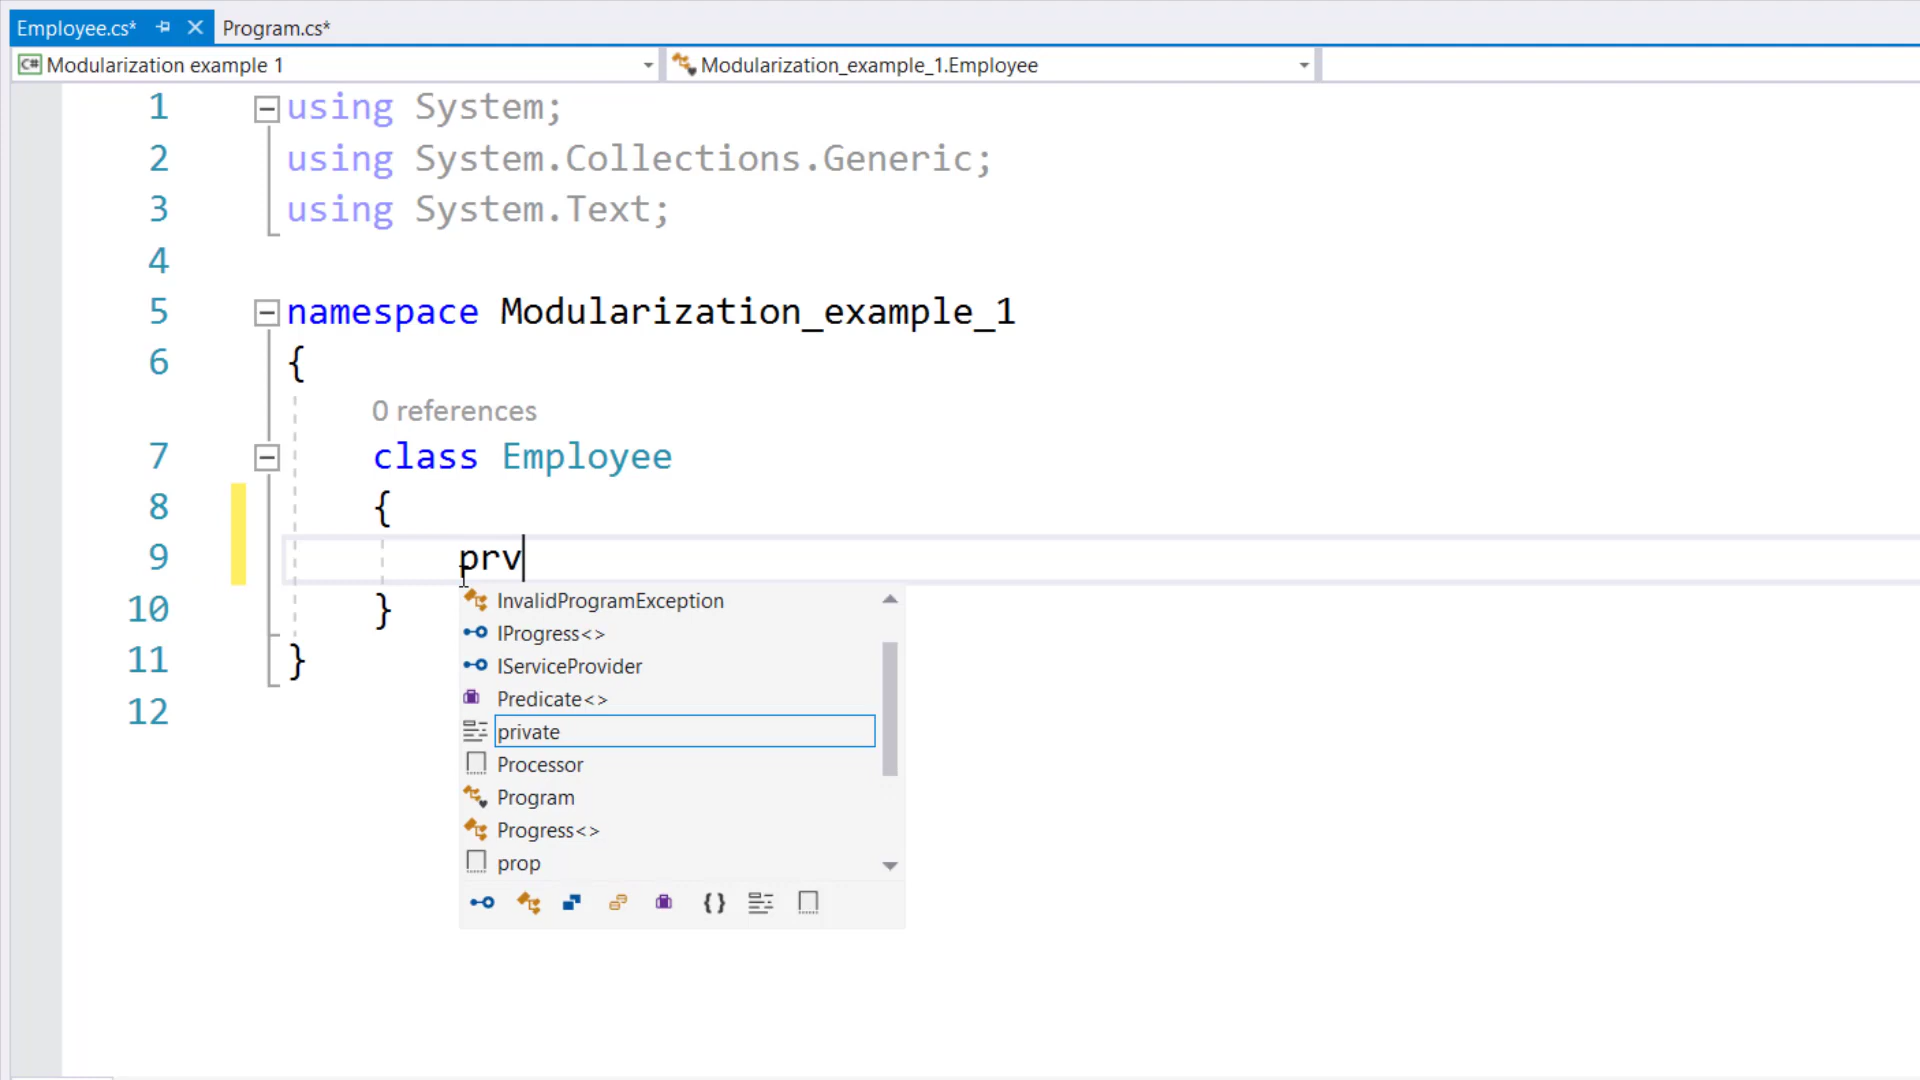 Employee.cs* Program.cs*
C# Modularization example 1 Modularization_example_1.Employee
1 using System;
2 using System.Collections.Generic;
3 using System.Text;
4
5 namespace Modularization_example_1
6 {
0 references
7 class Employee
8 {
9 prv
10 }
11 }
12
InvalidProgramException
IProgress<>
IServiceProvider
Predicate<>
private
Processor
Program
Progress<>
prop
{ }